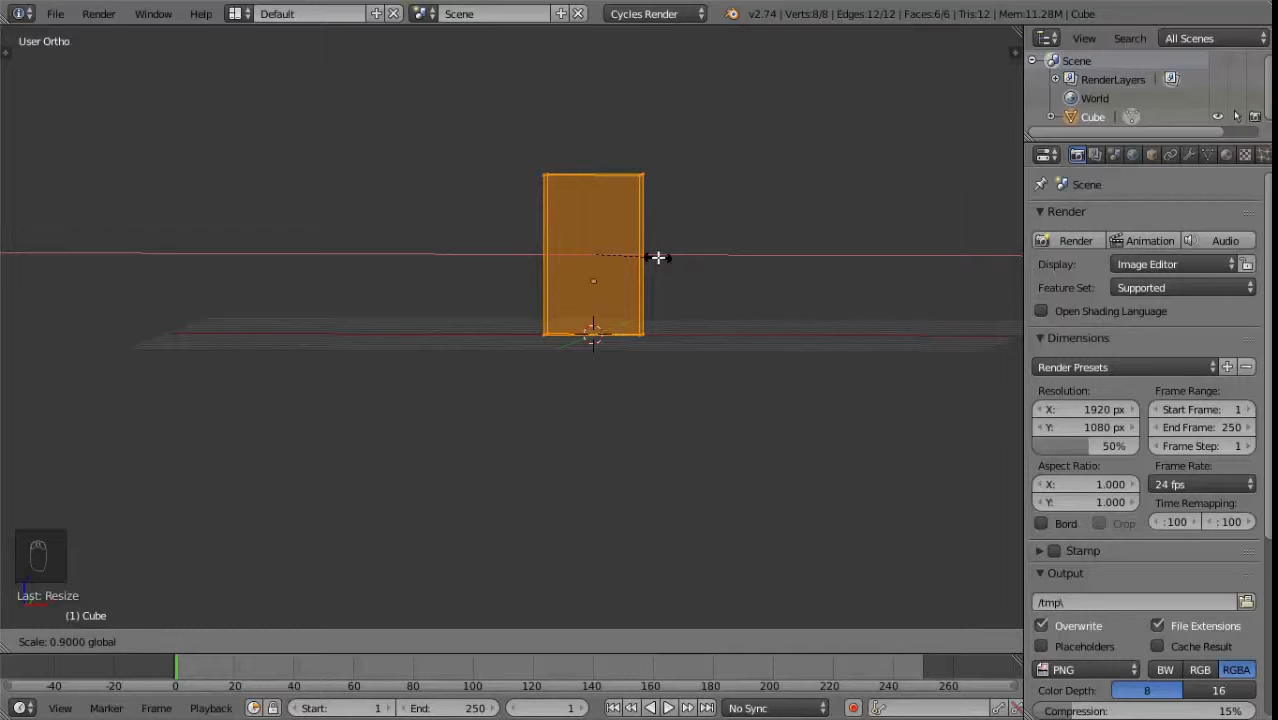 File Render Window Help Default Scene Cycles Render v2.74 | Verts:8/8 | Edges:12/12 | Faces:6/6 | Tris:12 | Mem:11.28M | Cube
User Ortho
View Search All Scenes
Scene
RenderLayers |
World
Cube |
Scene
Render
Render Animation Audio
Display: Image Editor
Feature Set: Supported
Open Shading Language
Dimensions
Render Presets
Resolution: Frame Range:
X: 1920 px Start Frame: 1
Y: 1080 px End Frame: 250
50% Frame Step: 1
Aspect Ratio: Frame Rate:
X: 1.000 24 fps
Y: 1.000 Time Remapping:
Bord Crop : 100 : 100
Stamp
Output
/tmp\
Overwrite File Extensions
Placeholders Cache Result
PNG BW RGB RGBA
Color Depth: 8 16
Compression: 15%
Last: Resize
(1) Cube
Scale: 0.9000 global
-40 -20 0 20 40 60 80 100 120 140 160 180 200 220 240 260
View Marker Frame Playback Start: 1 End: 250 1 No Sync